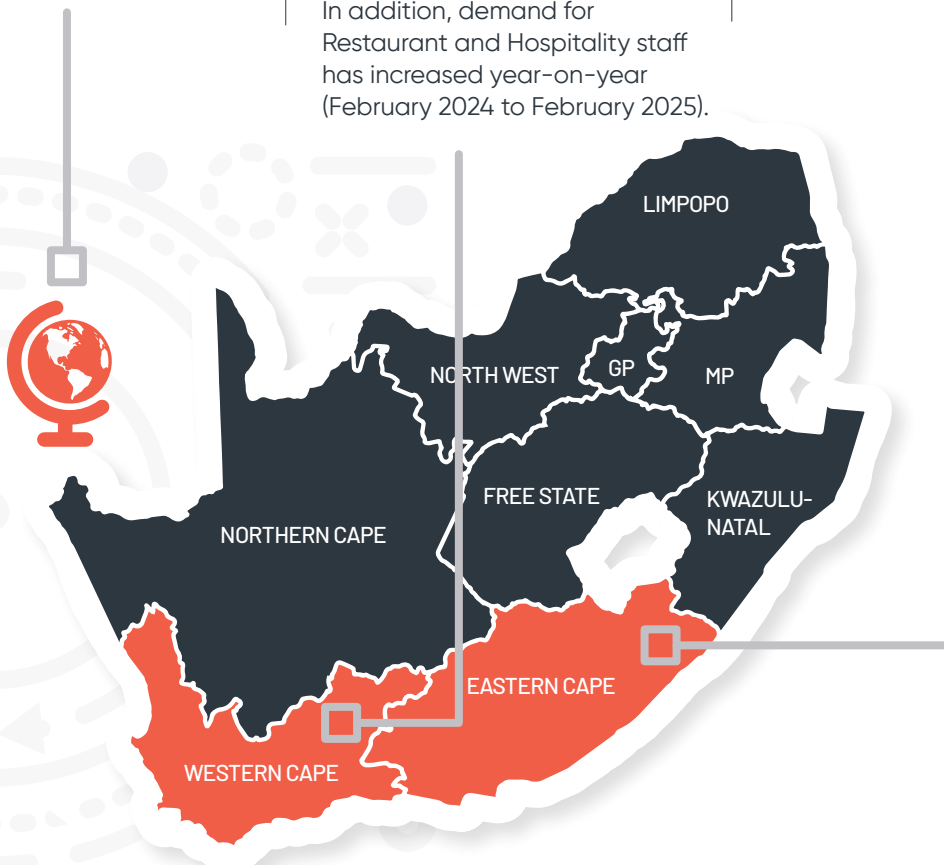 In addition, demand for
Restaurant and Hospitality staff
has increased year-on-year
(February 2024 to February 2025).
LIMPOPO
NORTH WEST
GP
MP
FREE STATE
KWAZULU-
NATAL
NORTHERN CAPE
EASTERN CAPE
WESTERN CAPE